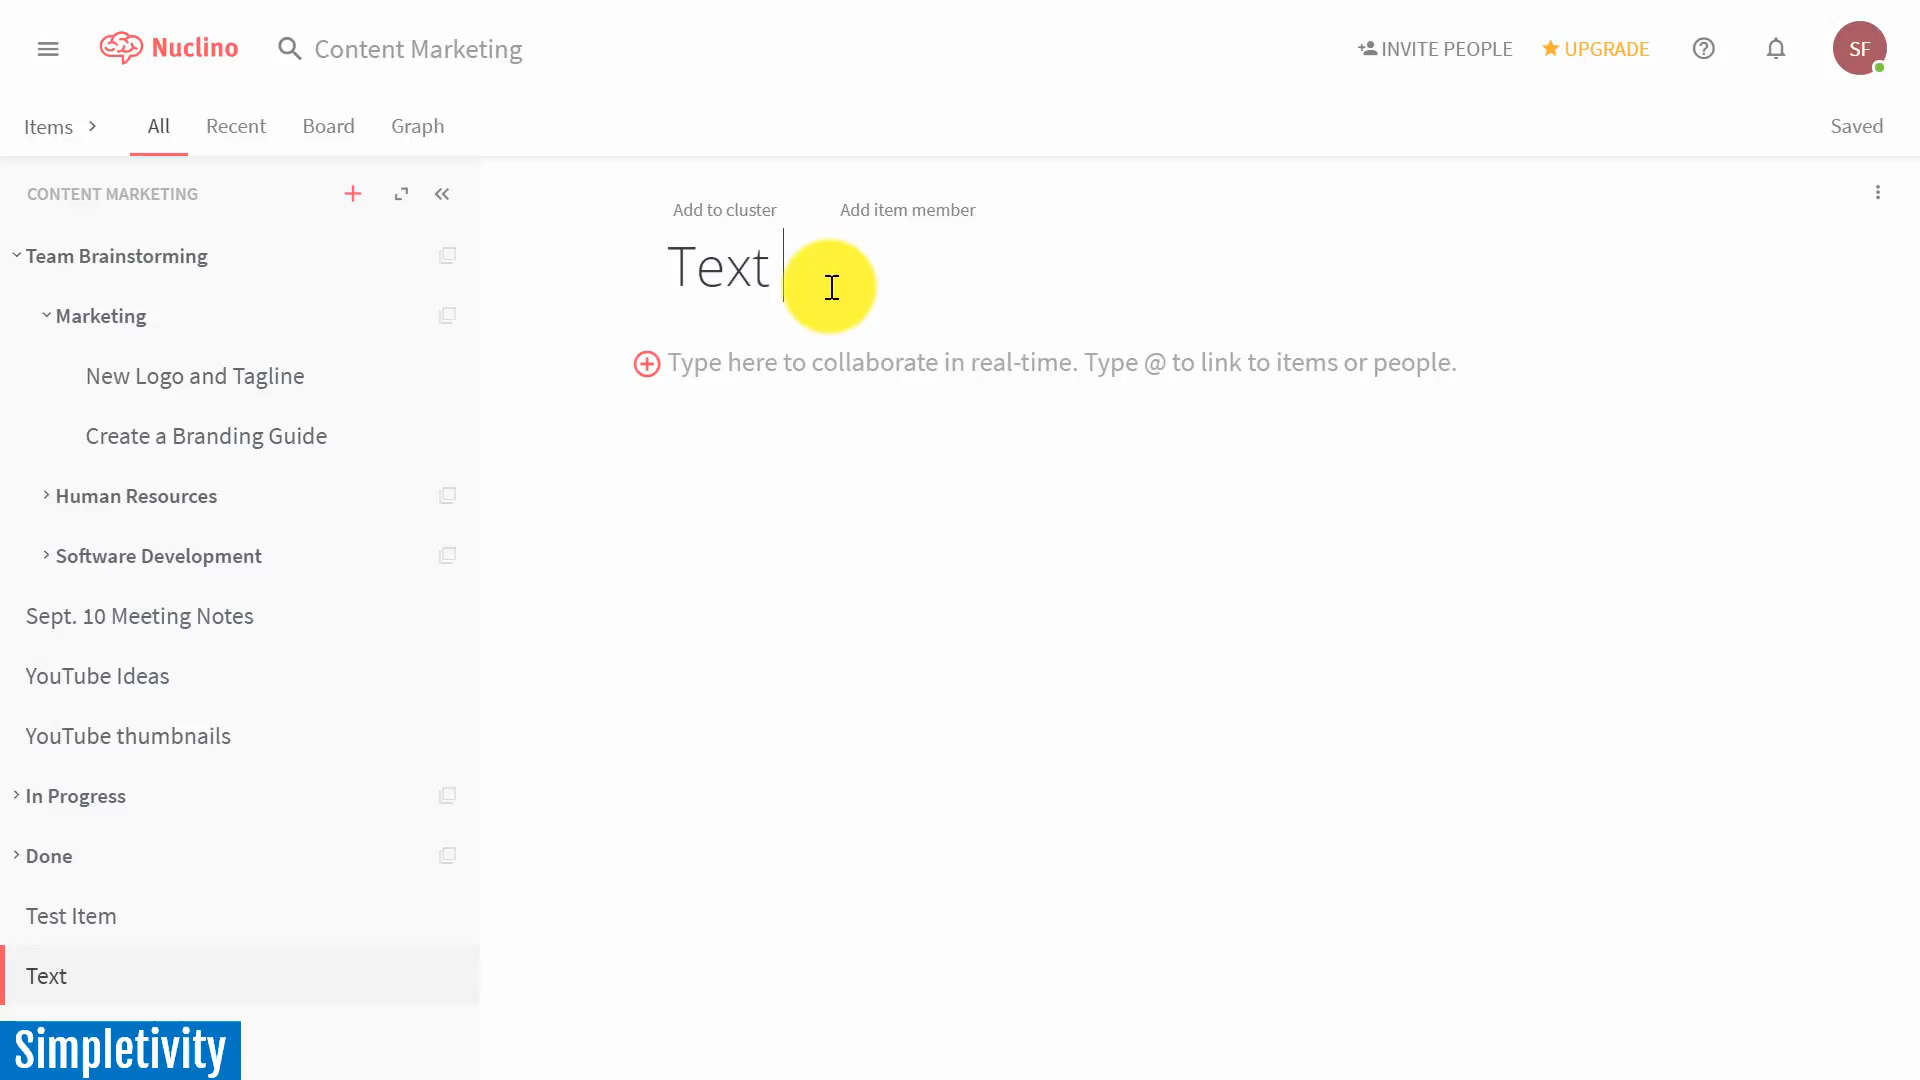 Nuclino
Content Marketing
INVITE PEOPLE
UPGRADE
SF
Items
All
Recent
Board
Graph
Saved
CONTENT MARKETING
Team Brainstorming
Marketing
New Logo and Tagline
Create a Branding Guide
Human Resources
Software Development
Sept. 10 Meeting Notes
YouTube Ideas
YouTube thumbnails
In Progress
Done
Test Item
Text
Add to cluster
Add item member
Text
Type here to collaborate in real-time. Type @ to link to items or people.
Simpletivity